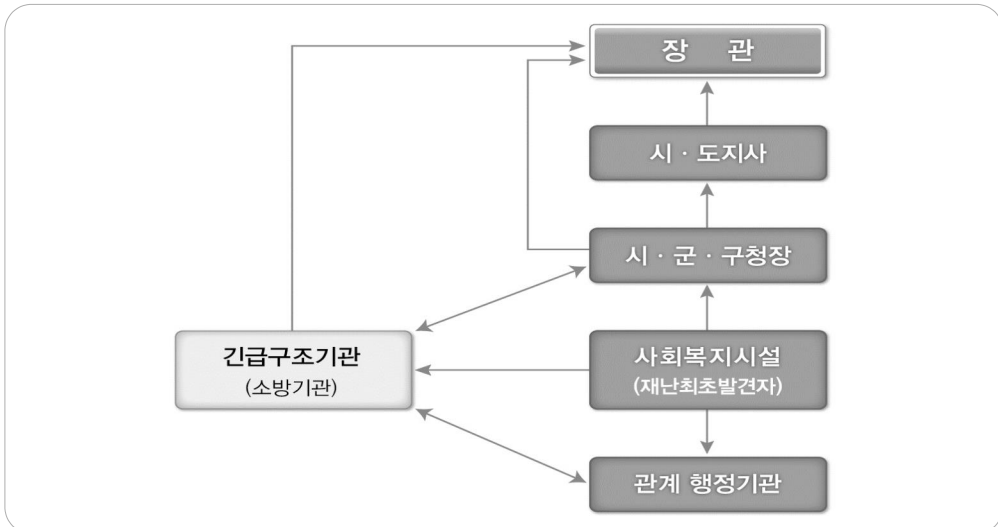 장 관
시 · 도지사
시 · 군 · 구청장
긴급구조기관
(소방기관)
사회복지시설
(재난최초발견자)
관계 행정기관